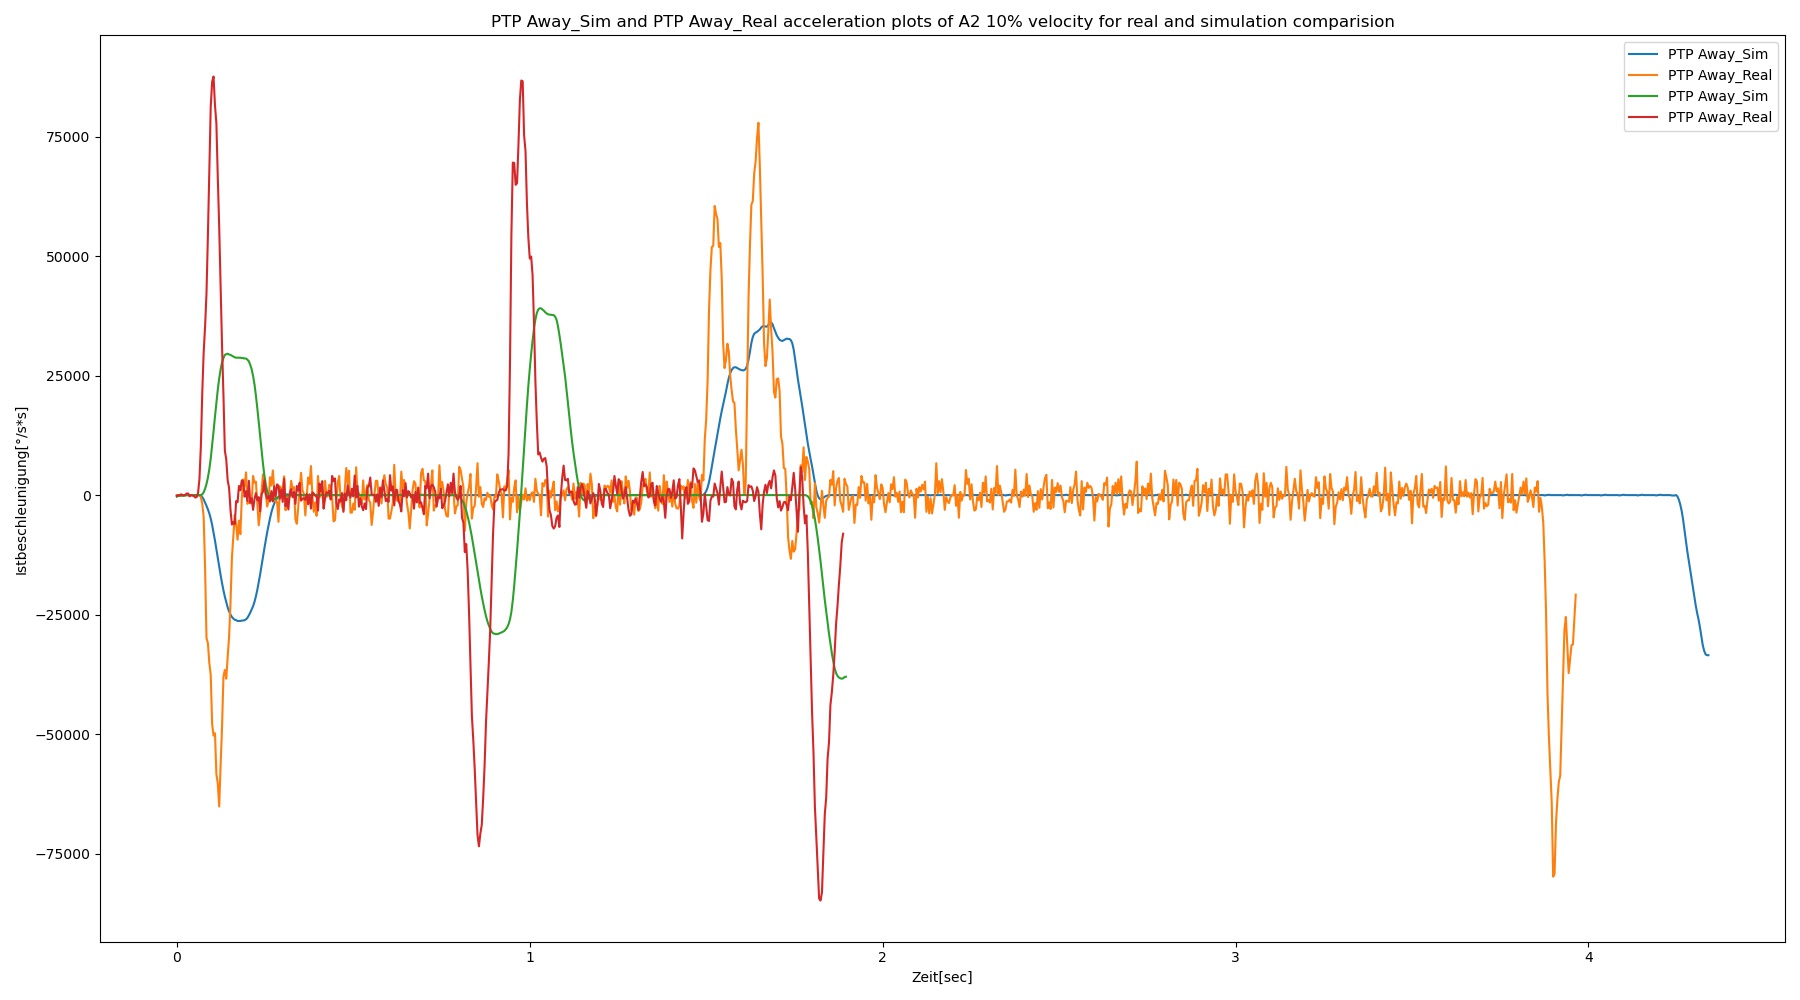 PTP Away_Sim and PTP Away_Real acceleration plots of A2 10% velocity for real and simulation comparision
PTP Away_Sim
PTP Away_Real
PTP Away_Sim
PTP Away_Real
75000
50000
25000
0
−25000
−50000
−75000
Istbeschleunigung[°/s*s]
0 1 2 3 4
Zeit[sec]